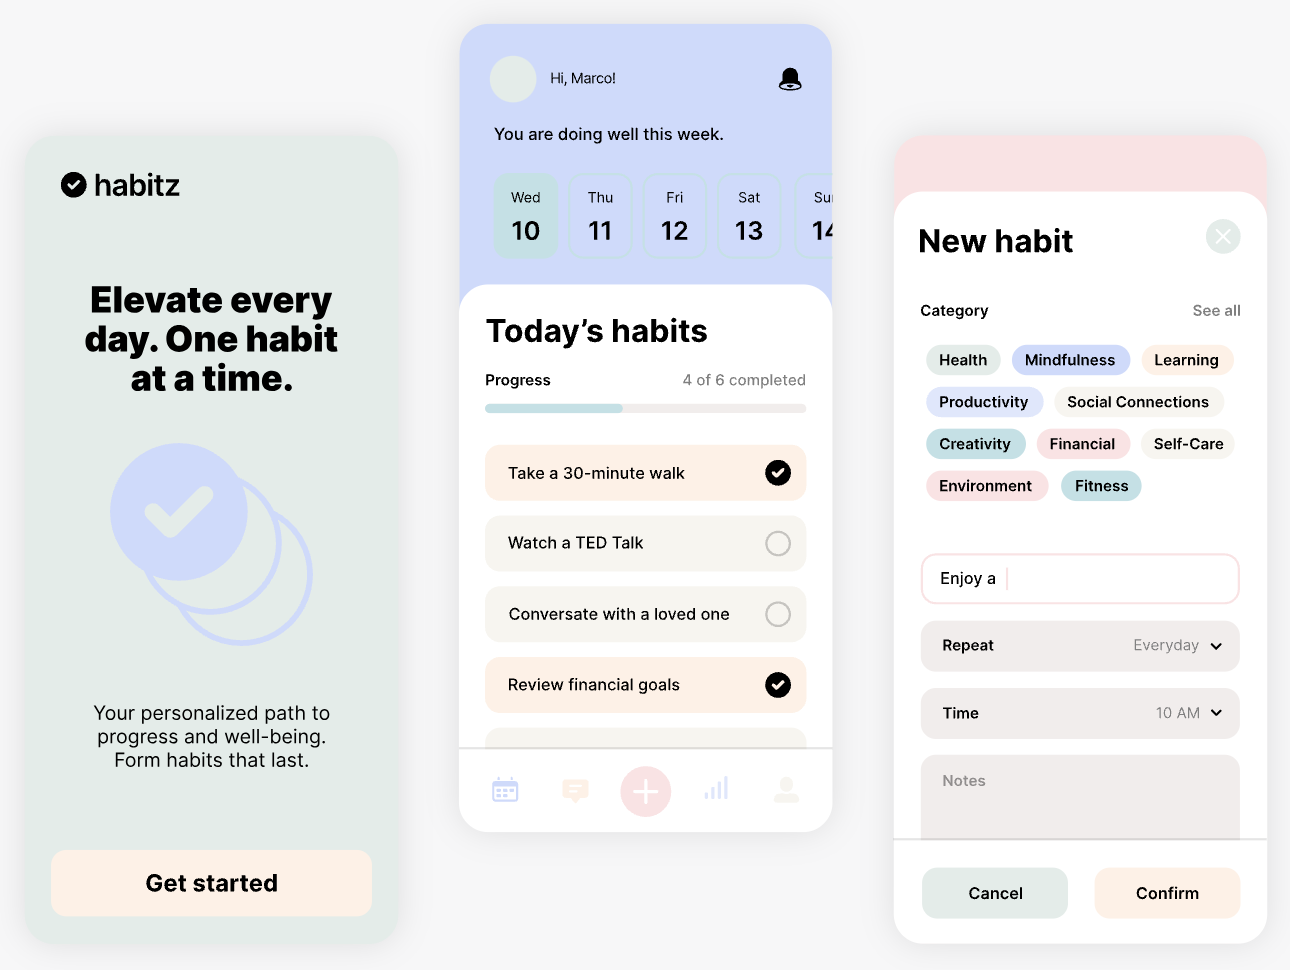 habitz
Elevate every
day. One habit
at a time.
Your personalized path to
progress and well-being.
Form habits that last.
Get started
Hi, Marco!
You are doing well this week.
Wed Thu Fri Sat Sun
10 11 12 13 14
Today’s habits
Progress 4 of 6 completed
Take a 30-minute walk
Watch a TED Talk
Conversate with a loved one
Review financial goals
New habit
Category See all
Health Mindfulness Learning
Productivity Social Connections
Creativity Financial Self-Care
Environment Fitness
Enjoy a
Repeat Everyday
Time 10 AM
Notes
Cancel Confirm